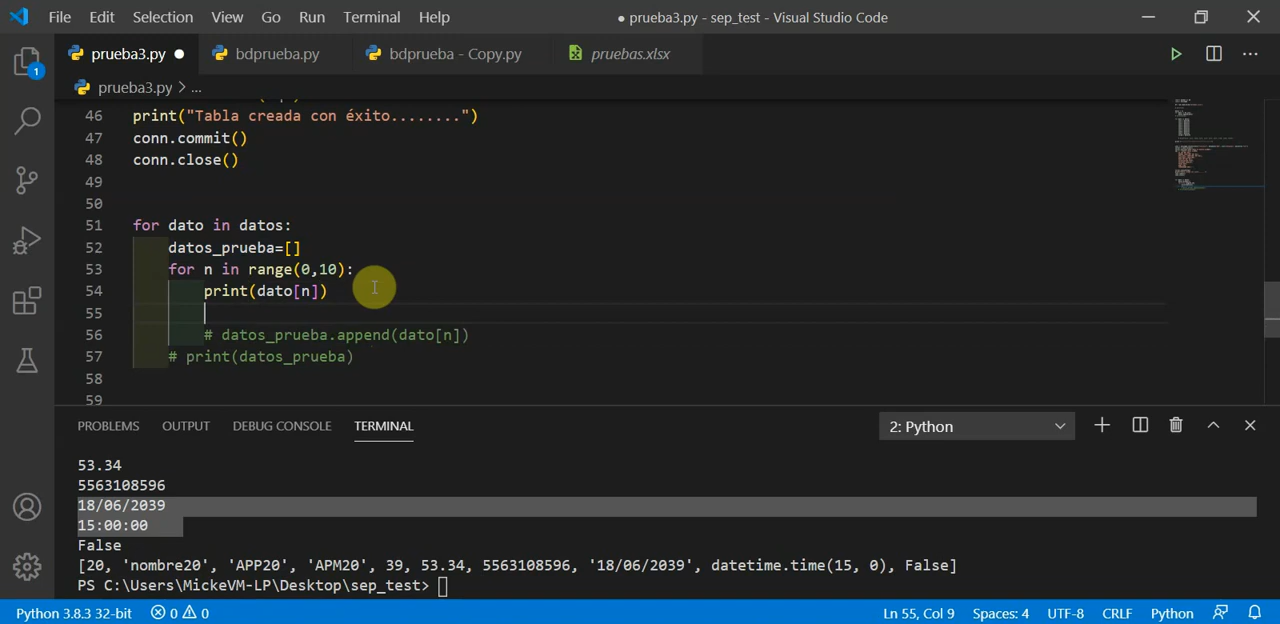 File Edit Selection View Go Run Terminal Help ● prueba3.py - sep_test - Visual Studio Code
prueba3.py ● bdprueba.py bdprueba - Copy.py pruebas.xlsx
1
prueba3.py > ...
46 print("Tabla creada con éxito........")
47 conn.commit()
48 conn.close()
49
50
51 for dato in datos:
52 datos_prueba=[]
53 for n in range(0,10):
54 print(dato[n])
55
56 # datos_prueba.append(dato[n])
57 # print(datos_prueba)
58
59
PROBLEMS OUTPUT DEBUG CONSOLE TERMINAL 2: Python
53.34
5563108596
18/06/2039
15:00:00
False
[20, 'nombre20', 'APP20', 'APM20', 39, 53.34, 5563108596, '18/06/2039', datetime.time(15, 0), False]
PS C:\Users\MickeVM-LP\Desktop\sep_test>
Python 3.8.3 32-bit 0 0 Ln 55, Col 9 Spaces: 4 UTF-8 CRLF Python